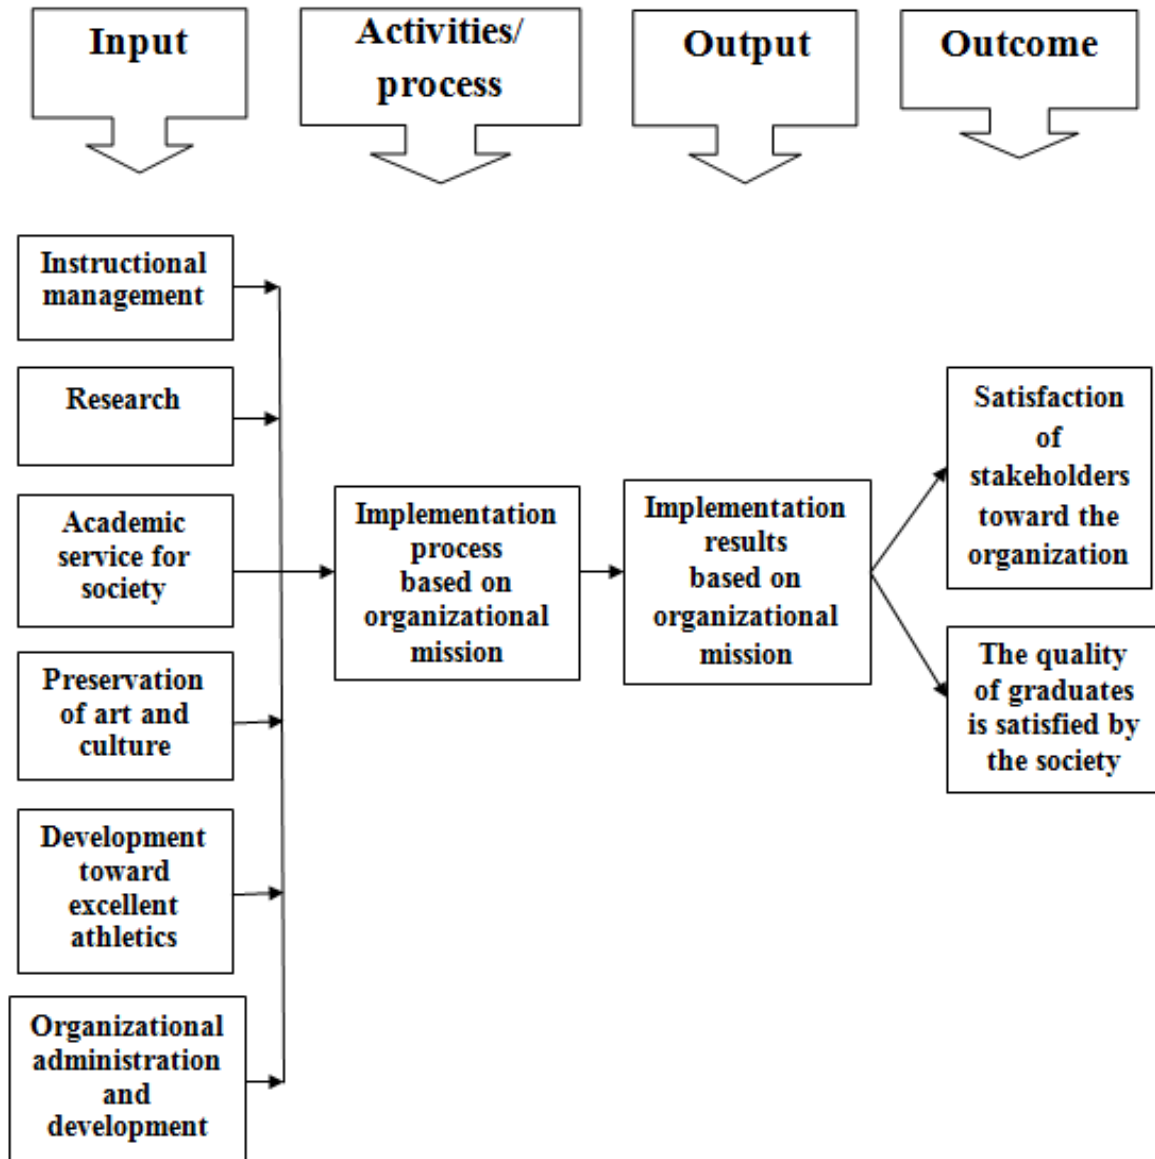 Input
Activities/
process
Output
Outcome
Instructional
management
Research
Academic
service for
society
Preservation
of art and
culture
Development
toward
excellent
athletics
Organizational
administration
and
development
Implementation
process
based on
organizational
mission
Implementation
results
based on
organizational
mission
Satisfaction
of
stakeholders
toward the
organization
The quality
of graduates
is satisfied by
the society